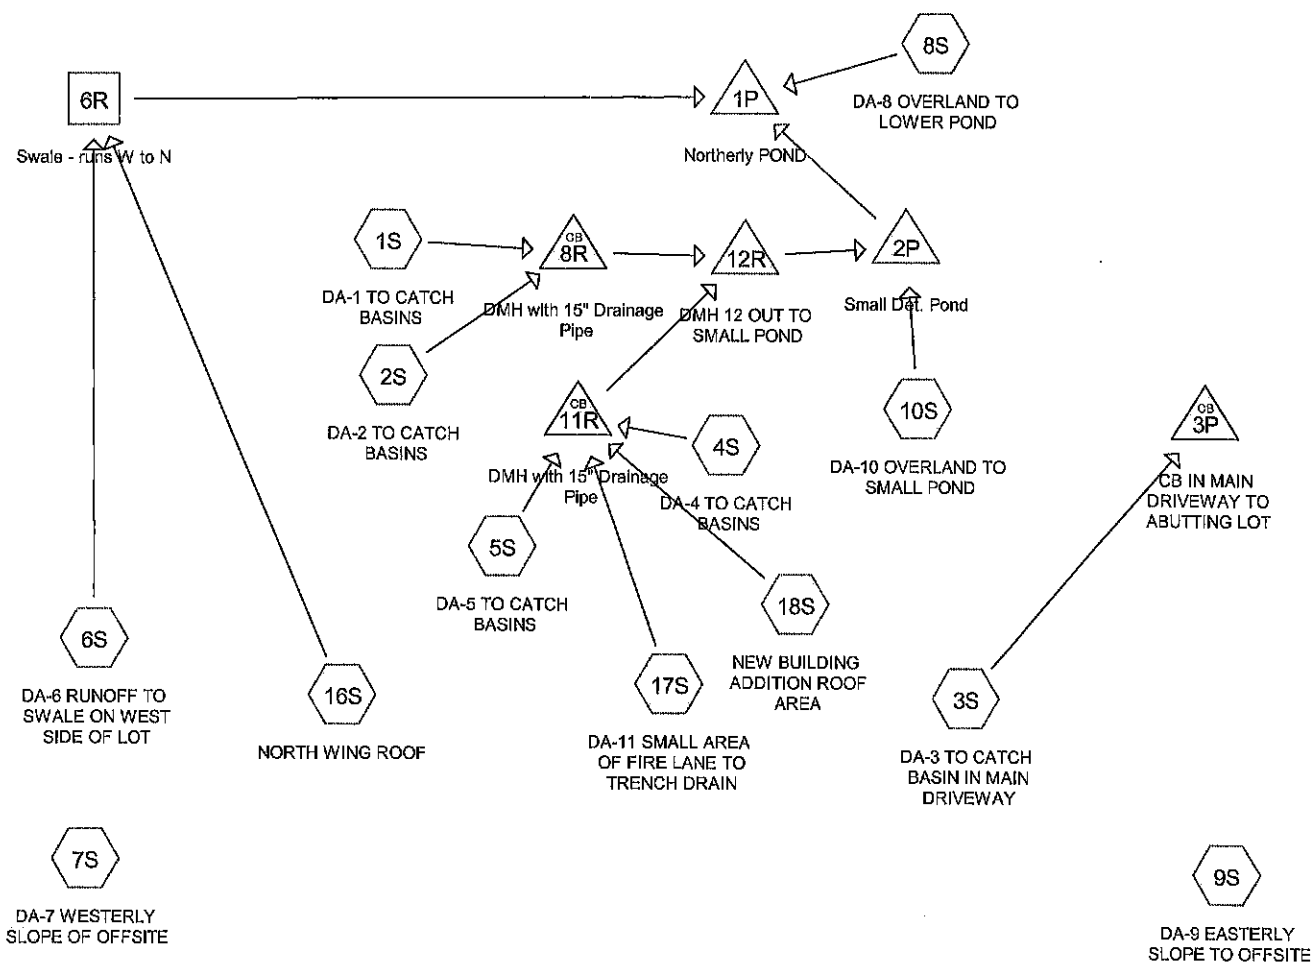 8S
DA-8 OVERLAND TO
LOWER POND
6R
Swale - runs W to N
1P
Northerly POND
1S
DA-1 TO CATCH
BASINS
CB
8R
DMH with 15" Drainage
Pipe
12R
DMH 12 OUT TO
SMALL POND
2P
Small Det. Pond
2S
DA-2 TO CATCH
BASINS
CB
11R
DMH with 15" Drainage
Pipe
4S
DA-4 TO CATCH
BASINS
10S
DA-10 OVERLAND TO
SMALL POND
CB
3P
CB IN MAIN
DRIVEWAY TO
ABUTTING LOT
5S
DA-5 TO CATCH
BASINS
18S
NEW BUILDING
ADDITION ROOF
AREA
6S
DA-6 RUNOFF TO
SWALE ON WEST
SIDE OF LOT
16S
NORTH WING ROOF
17S
DA-11 SMALL AREA
OF FIRE LANE TO
TRENCH DRAIN
3S
DA-3 TO CATCH
BASIN IN MAIN
DRIVEWAY
7S
DA-7 WESTERLY
SLOPE OF OFFSITE
9S
DA-9 EASTERLY
SLOPE TO OFFSITE